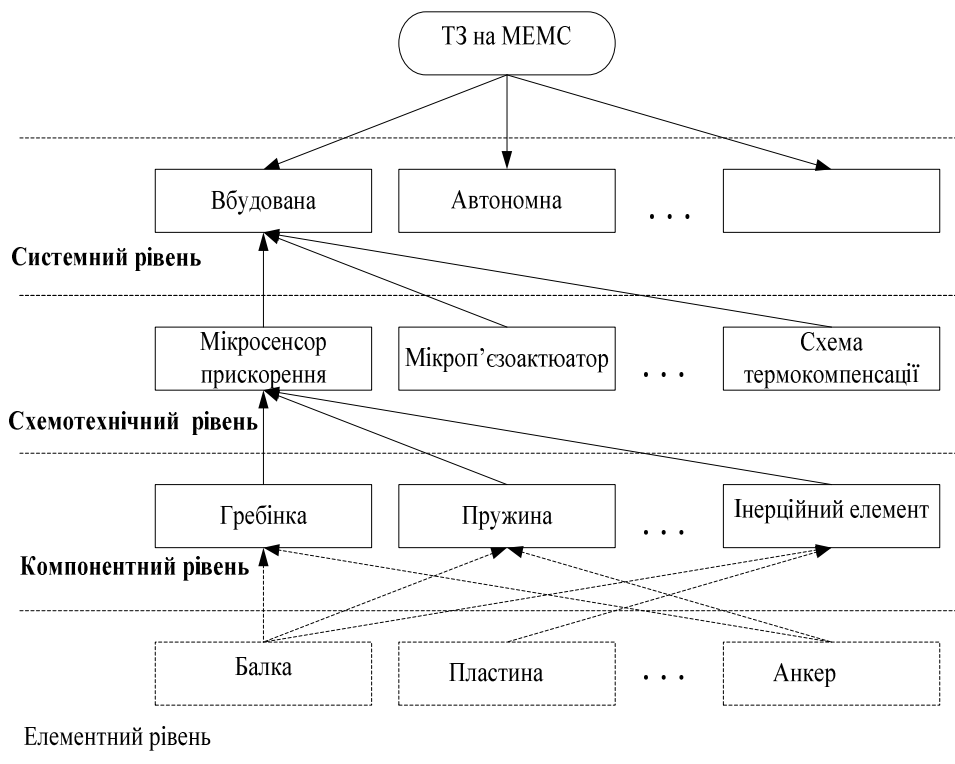 ТЗ на МЕМС
Вбудована
Автономна
. . .
Системний рівень
Мікросенсор
прискорення
Мікроп’єзоактюатор
. . .
Схема
термокомпенсації
Схемотехнічний рівень
Гребінка
Пружина
. . .
Інерційний елемент
Компонентний рівень
Балка
Пластина
. . .
Анкер
Елементний рівень